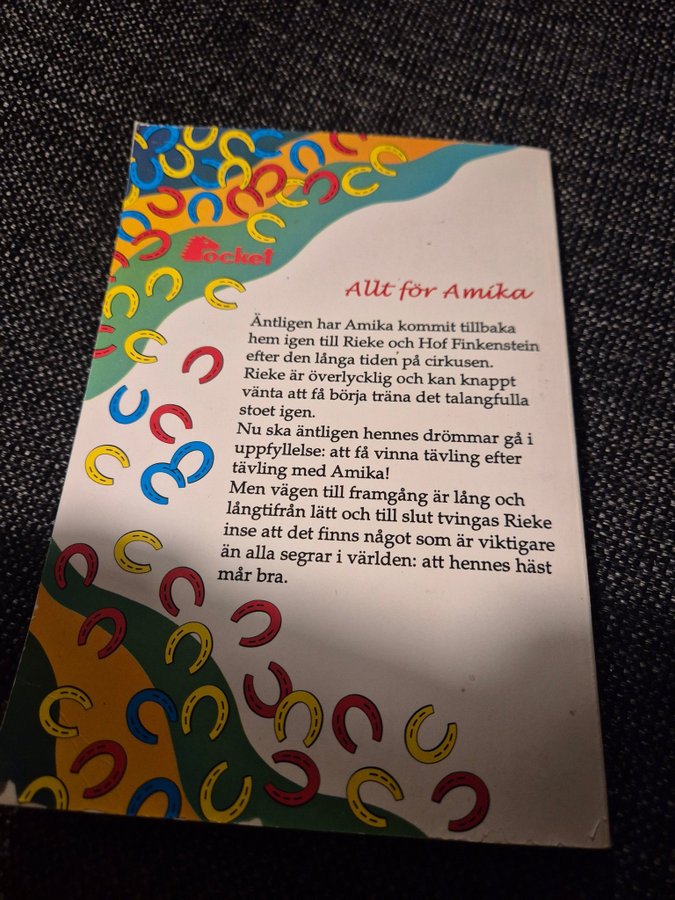 Pocket
Allt för Amika
Äntligen har Amika kommit tillbaka
hem igen till Rieke och Hof Finkenstein
efter den långa tiden på cirkusen.
Rieke är överlycklig och kan knappt
vänta att få börja träna det talangfulla
stoet igen.
Nu ska äntligen hennes drömmar gå i
uppfyllelse: att få vinna tävling efter
tävling med Amika!
Men vägen till framgång är lång och
långtifrån lätt och till slut tvingas Rieke
inse att det finns något som är viktigare
än alla segrar i världen: att hennes häst
mår bra.